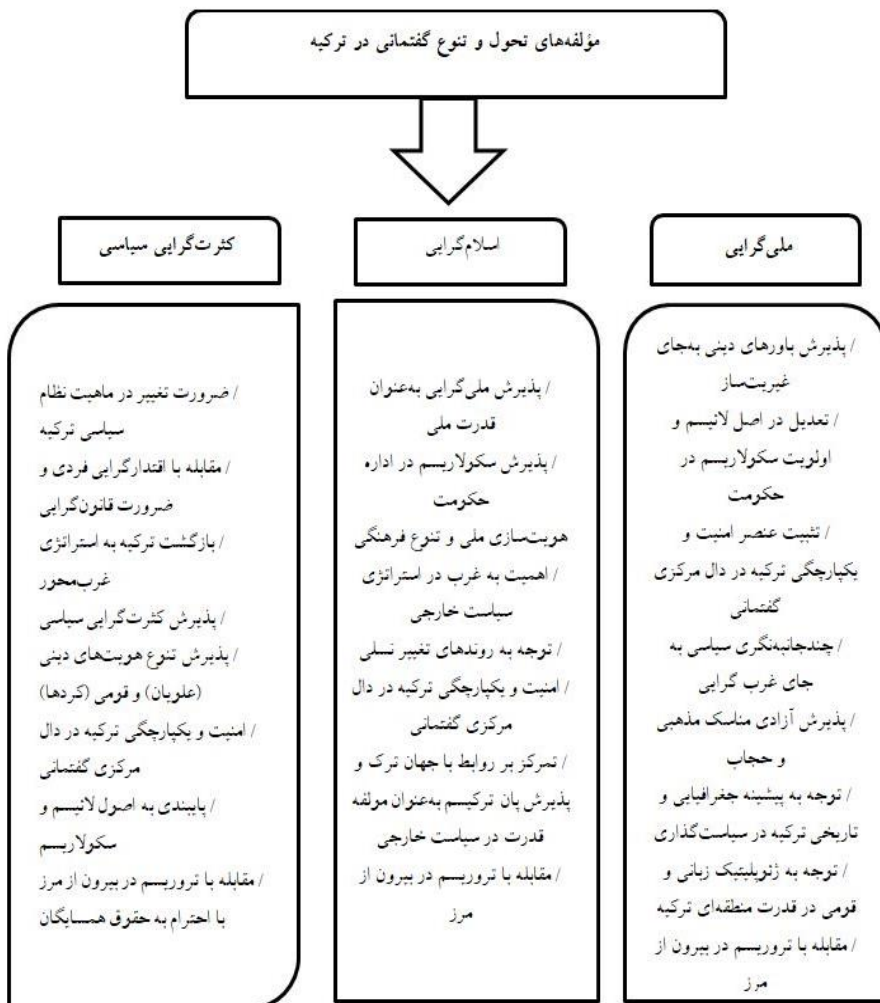 مؤلفه‌های تحول و تنوع گفتمانی در ترکیه
ملی‌گرایی
/ پذیرش باورهای دینی به‌جای
غیریت‌ساز
/ تعدیل در اصل لائیسم و
اولویت سکولاریسم در
حکومت
/ تثبیت عنصر امنیت و
یکپارچگی ترکیه در دال مرکزی
گفتمانی
/ چندجانبه‌نگری سیاسی به
جای غرب گرایی
/ پذیرش آزادی مناسک مذهبی
و حجاب
/ توجه به پیشینه جغرافیایی و
تاریخی ترکیه در سیاست‌گذاری
/ توجه به ژئوپلیتیک زبانی و
قومی در قدرت منطقه‌ای ترکیه
/ مقابله با تروریسم در بیرون از
مرز
اسلام‌گرایی
/ پذیرش ملی‌گرایی به‌عنوان
قدرت ملی
/ پذیرش سکولاریسم در اداره
حکومت
هویت‌سازی ملی و تنوع فرهنگی
/ اهمیت به غرب در استراتژی
سیاست خارجی
/ توجه به روندهای تغییر نسلی
/ امنیت و یکپارچگی ترکیه در دال
مرکزی گفتمانی
/ تمرکز بر روابط با جهان ترک و
پذیرش پان ترکیسم به‌عنوان مولفه
قدرت در سیاست خارجی
/ مقابله با تروریسم در بیرون از
مرز
کثرت‌گرایی سیاسی
/ ضرورت تغییر در ماهیت نظام
سیاسی ترکیه
/ مقابله با اقتدارگرایی فردی و
ضرورت قانون‌گرایی
/ بازگشت ترکیه به استراتژی
غرب‌محور
/ پذیرش کثرت‌گرایی سیاسی
/ پذیرش تنوع هویت‌های دینی
(علویان) و قومی (کردها)
/ امنیت و یکپارچگی ترکیه در دال
مرکزی گفتمانی
/ پایبندی به اصول لائیسم و
سکولاریسم
/ مقابله با تروریسم در بیرون از مرز
با احترام به حقوق همسایگان